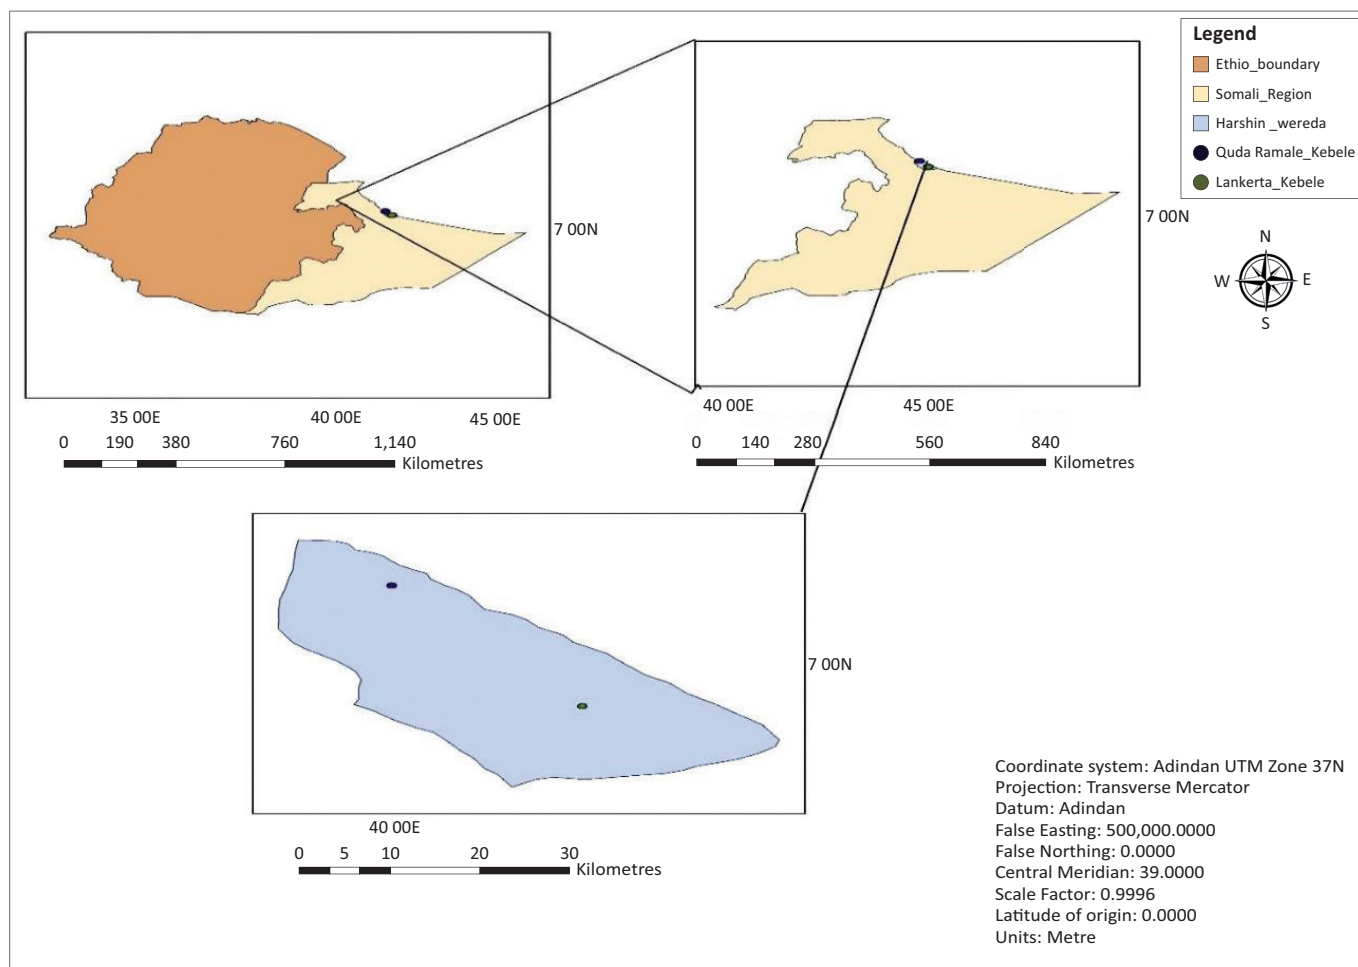 Legend
Ethio_boundary
Somali_Region
Harshin _wereda
Quda Ramale_Kebele
Lankerta_Kebele
7 00N
7 00N
N
W E
S
35 00E 40 00E 45 00E
0 190 380 760 1,140
Kilometres
40 00E 45 00E
0 140 280 560 840
Kilometres
7 00N
40 00E
0 5 10 20 30
Kilometres
Coordinate system: Adindan UTM Zone 37N
Projection: Transverse Mercator
Datum: Adindan
False Easting: 500,000.0000
False Northing: 0.0000
Central Meridian: 39.0000
Scale Factor: 0.9996
Latitude of origin: 0.0000
Units: Metre